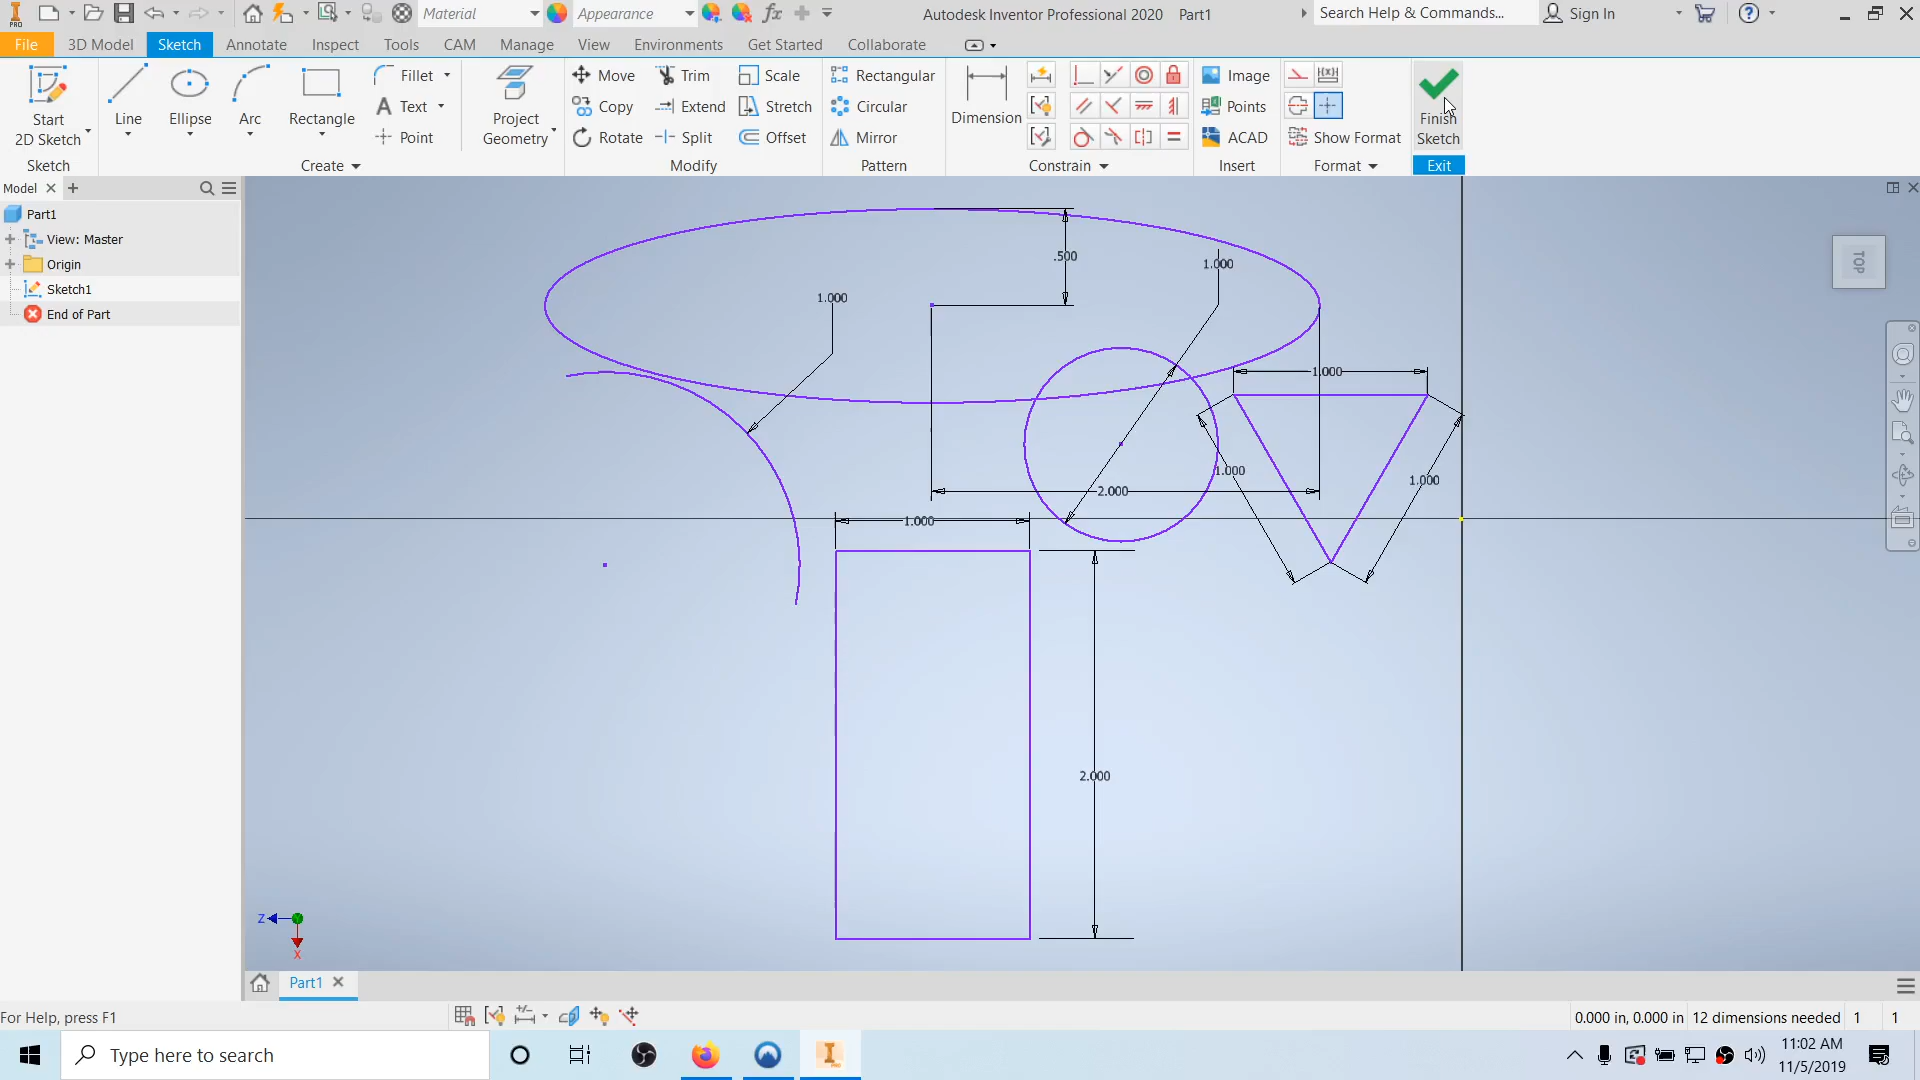 PRO
Material
Appearance
Autodesk Inventor Professional 2020 Part1
Search Help & Commands...
Sign In
File 3D Model Sketch Annotate Inspect Tools CAM Manage View Environments Get Started Collaborate
Start
2D Sketch
Sketch
Line
Ellipse
Arc
Rectangle
Fillet
Text
Point
Create
Project
Geometry
Move
Copy
Rotate
Trim
Extend
Split
Scale
Stretch
Offset
Modify
Rectangular
Circular
Mirror
Pattern
Dimension
Constrain
Image
Points
ACAD
Insert
Show Format
Format
Finish
Sketch
Exit
Model
Part1
View: Master
Origin
Sketch1
End of Part
TOP
.500
1.000
1.000
1.000
1.000
1.000
2.000
1.000
2.000
Z
X
Part1
For Help, press F1
0.000 in, 0.000 in 12 dimensions needed 1 1
Type here to search
11:02 AM
11/5/2019